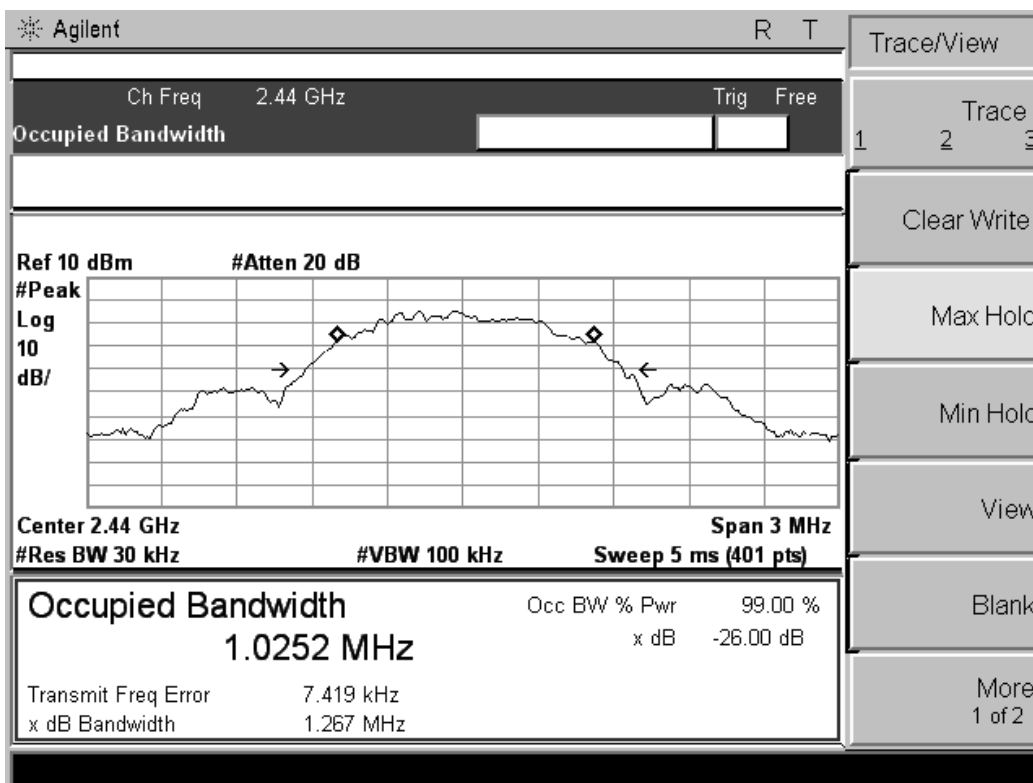 Agilent R T
Ch Freq 2.44 GHz Trig Free
Occupied Bandwidth
Ref 10 dBm #Atten 20 dB
#Peak
Log
10
dB/
Center 2.44 GHz Span 3 MHz
#Res BW 30 kHz #VBW 100 kHz Sweep 5 ms (401 pts)
Occupied Bandwidth
1.0252 MHz
Occ BW % Pwr 99.00 %
x dB -26.00 dB
Transmit Freq Error 7.419 kHz
x dB Bandwidth 1.267 MHz
Trace/View
Trace
1 2 3
Clear Write
Max Hold
Min Hold
View
Blank
More
1 of 2